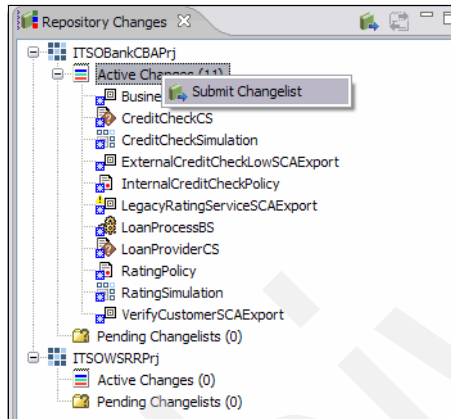 Repository Changes
ITSOBankCBAPrj
Active Changes (11)
Submit Changelist
Busine
CreditCheckCS
CreditCheckSimulation
ExternalCreditCheckLowSCAExport
InternalCreditCheckPolicy
LegacyRatingServiceSCAExport
LoanProcessBS
LoanProviderCS
RatingPolicy
RatingSimulation
VerifyCustomerSCAExport
Pending Changelists (0)
ITSOWSRRPrj
Active Changes (0)
Pending Changelists (0)